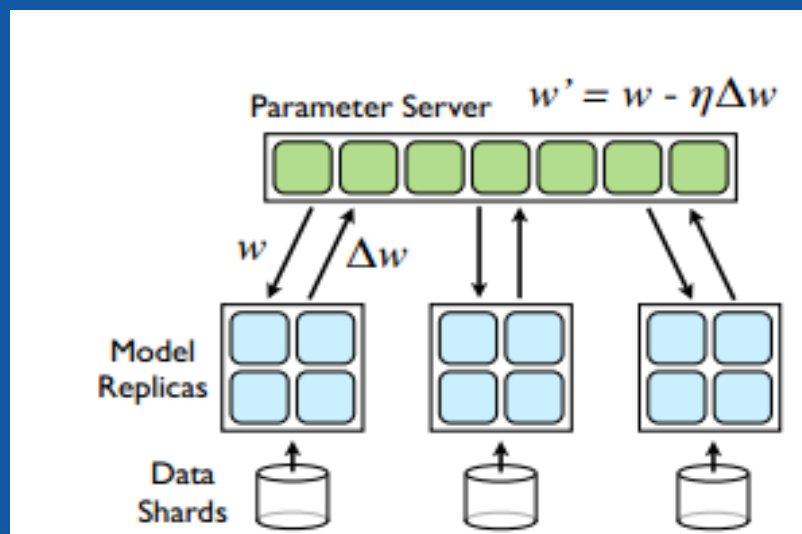 Parameter Server w’ = w - ηΔw
w Δw
Model
Replicas
Data
Shards